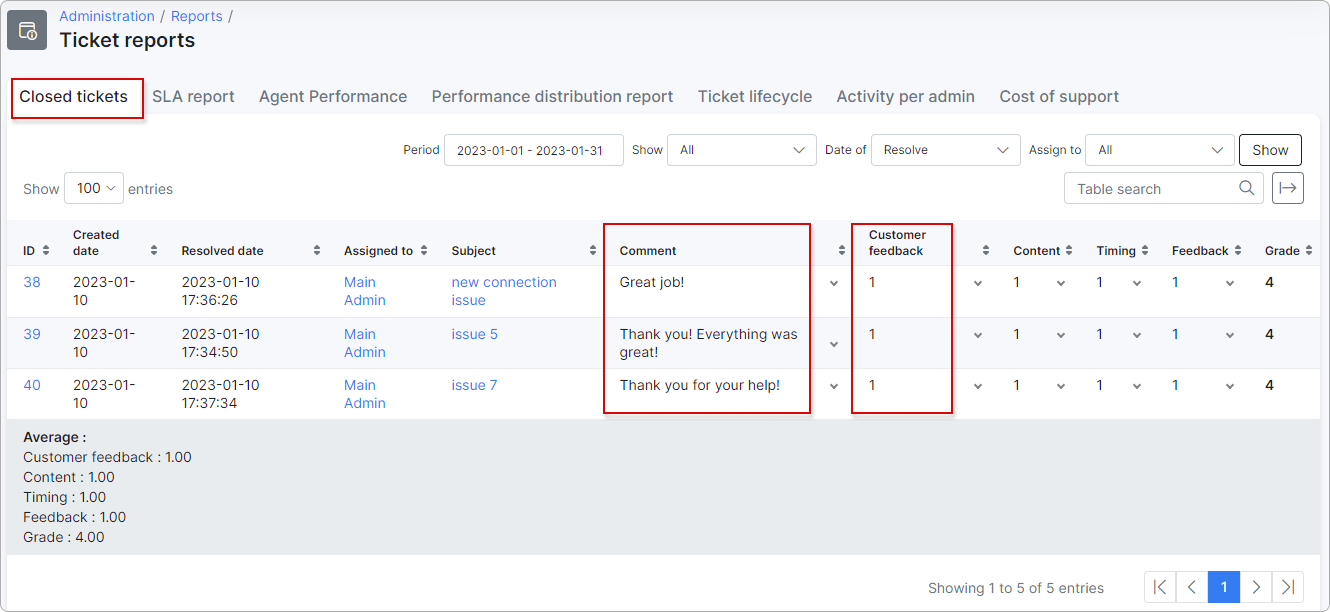 Administration / Reports /
Ticket reports
Closed tickets SLA report Agent Performance Performance distribution report Ticket lifecycle Activity per admin Cost of support
Period 2023-01-01 - 2023-01-31 Show All Date of Resolve Assign to All Show
Show 100 entries Table search
ID Created date Resolved date Assigned to Subject Comment Customer feedback Content Timing Feedback Grade
38 2023-01-10 2023-01-10 17:36:26 Main Admin new connection issue Great job! 1 1 1 1 4
39 2023-01-10 2023-01-10 17:34:50 Main Admin issue 5 Thank you! Everything was great! 1 1 1 1 4
40 2023-01-10 2023-01-10 17:37:34 Main Admin issue 7 Thank you for your help! 1 1 1 1 4
Average :
Customer feedback : 1.00
Content : 1.00
Timing : 1.00
Feedback : 1.00
Grade : 4.00
Showing 1 to 5 of 5 entries 1